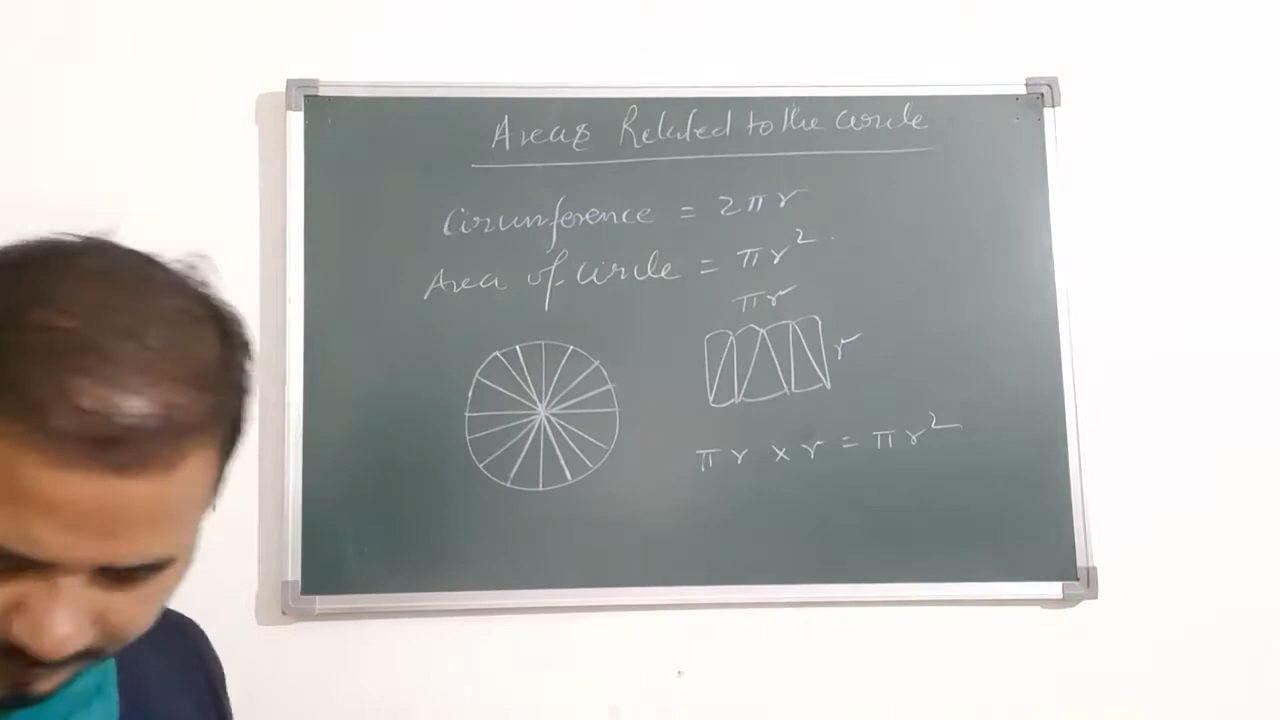 Areas Related to the circle
Circumference = 2πr
Area of circle = πr²
πr
r
πr × r = πr²